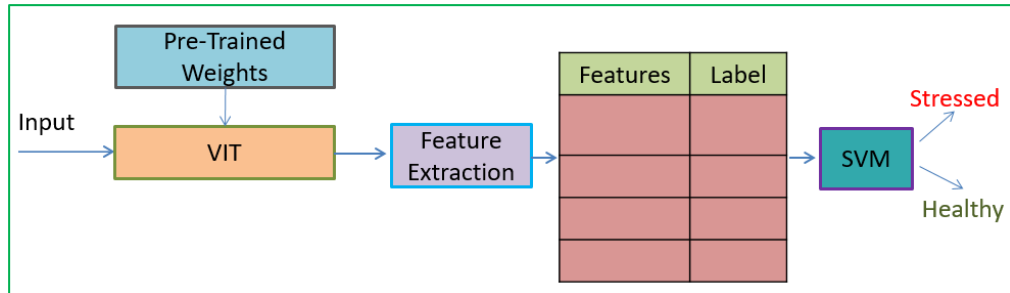 Pre-Trained
Weights
Input
VIT
Feature
Extraction
Features Label
SVM
Stressed
Healthy